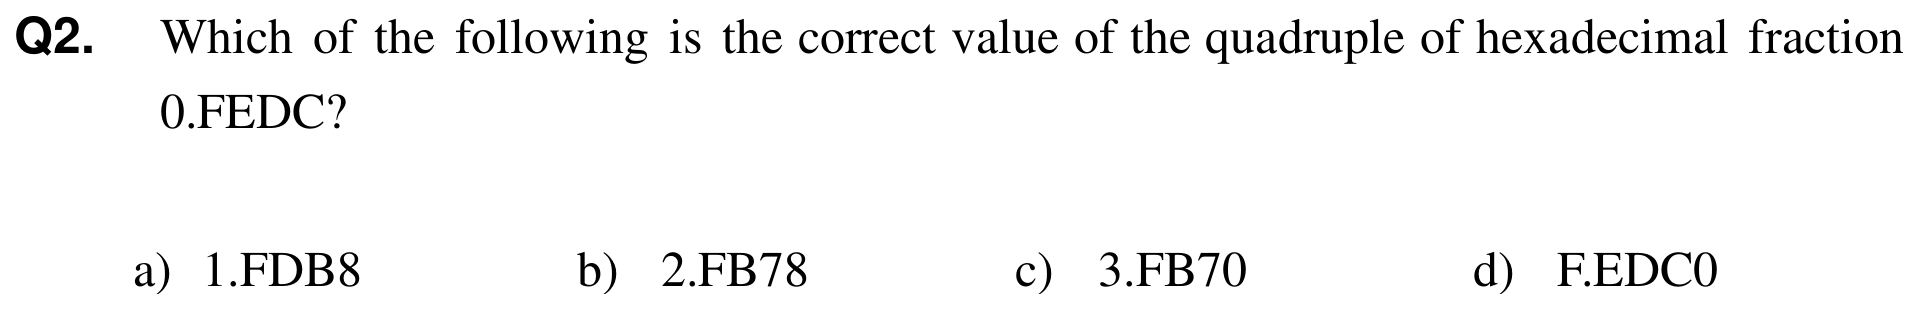 Q2. Which of the following is the correct value of the quadruple of hexadecimal fraction
0.FEDC?
a) 1.FDB8 b) 2.FB78 c) 3.FB70 d) F.EDC0